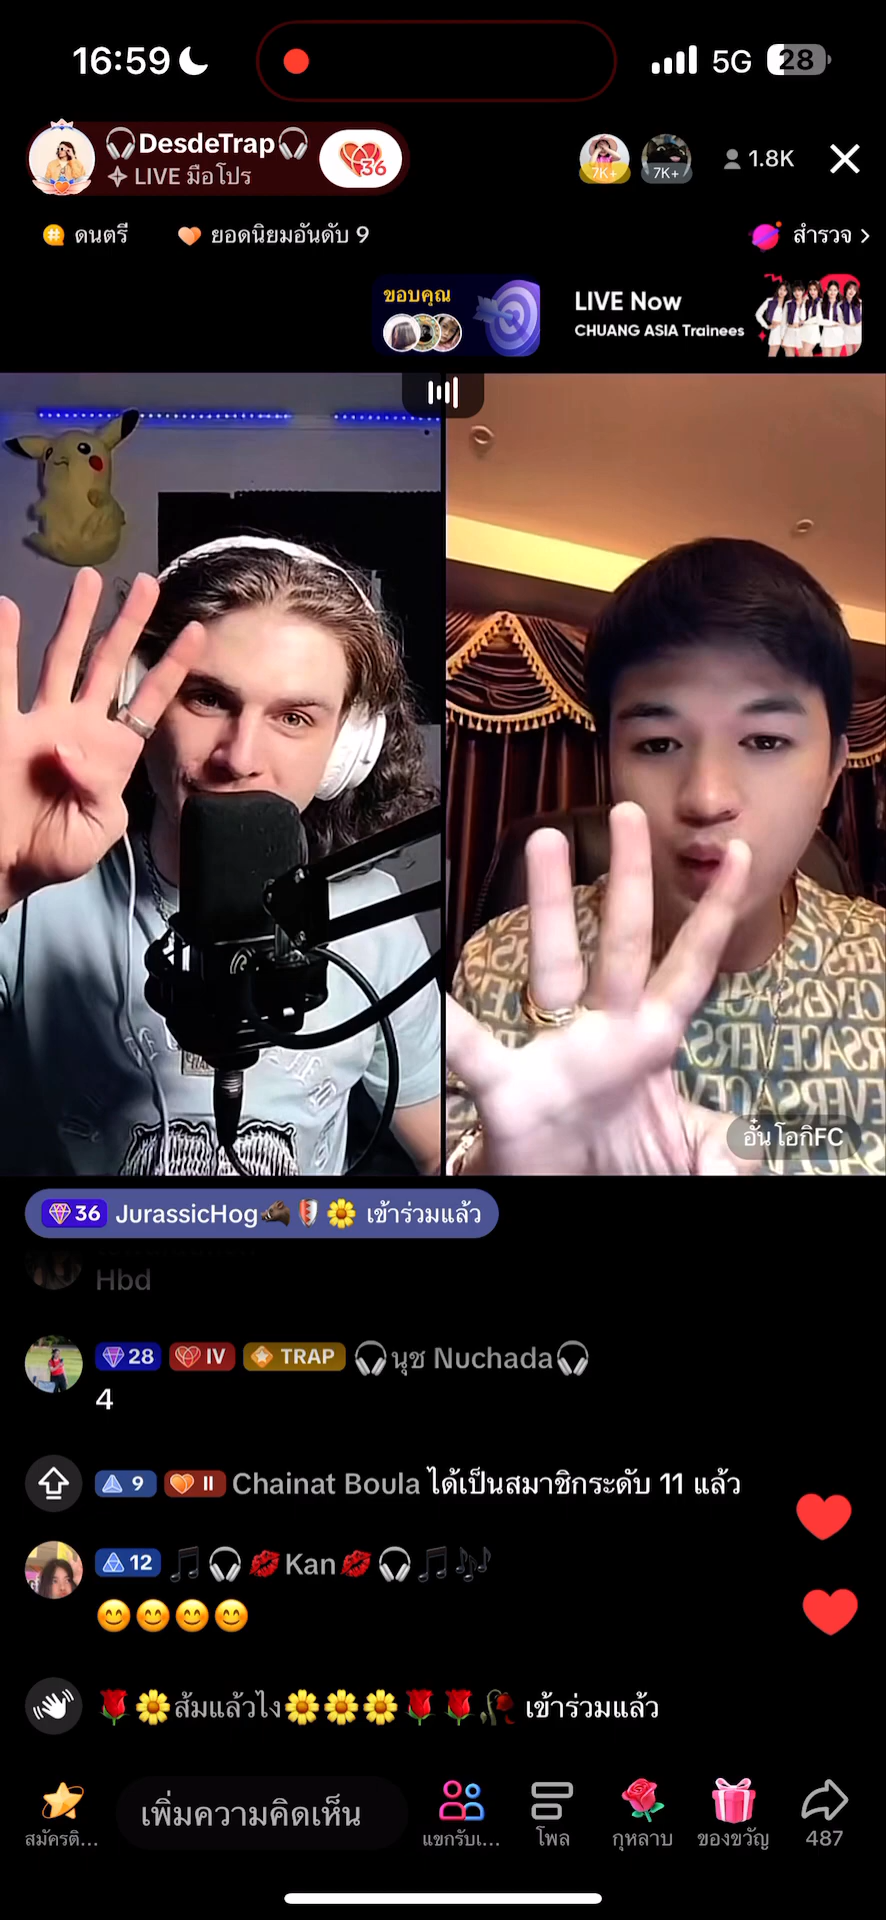 16:59
5G
28
🎧DesdeTrap🎧
LIVE มือโปร
36
7K+
7K+
1.8K
ดนตรี
ยอดนิยมอันดับ 9
สำรวจ
ขอบคุณ
LIVE Now
CHUANG ASIA Trainees
อั๋น โอกิFC
36 JurassicHog🐗🛡️🌼 เข้าร่วมแล้ว
Hbd
28 IV TRAP 🎧นุช Nuchada🎧
4
9 II Chainat Boula ได้เป็นสมาชิกระดับ 11 แล้ว
12 🎵🎧💋Kan💋🎧🎵🎶
😊😊😊😊
🌹🌼ส้มแล้วไง🌼🌼🌼🌹🌹🥀 เข้าร่วมแล้ว
เพิ่มความคิดเห็น
สมัครติ...
แขกรับเ...
โพล
กุหลาบ
ของขวัญ
487